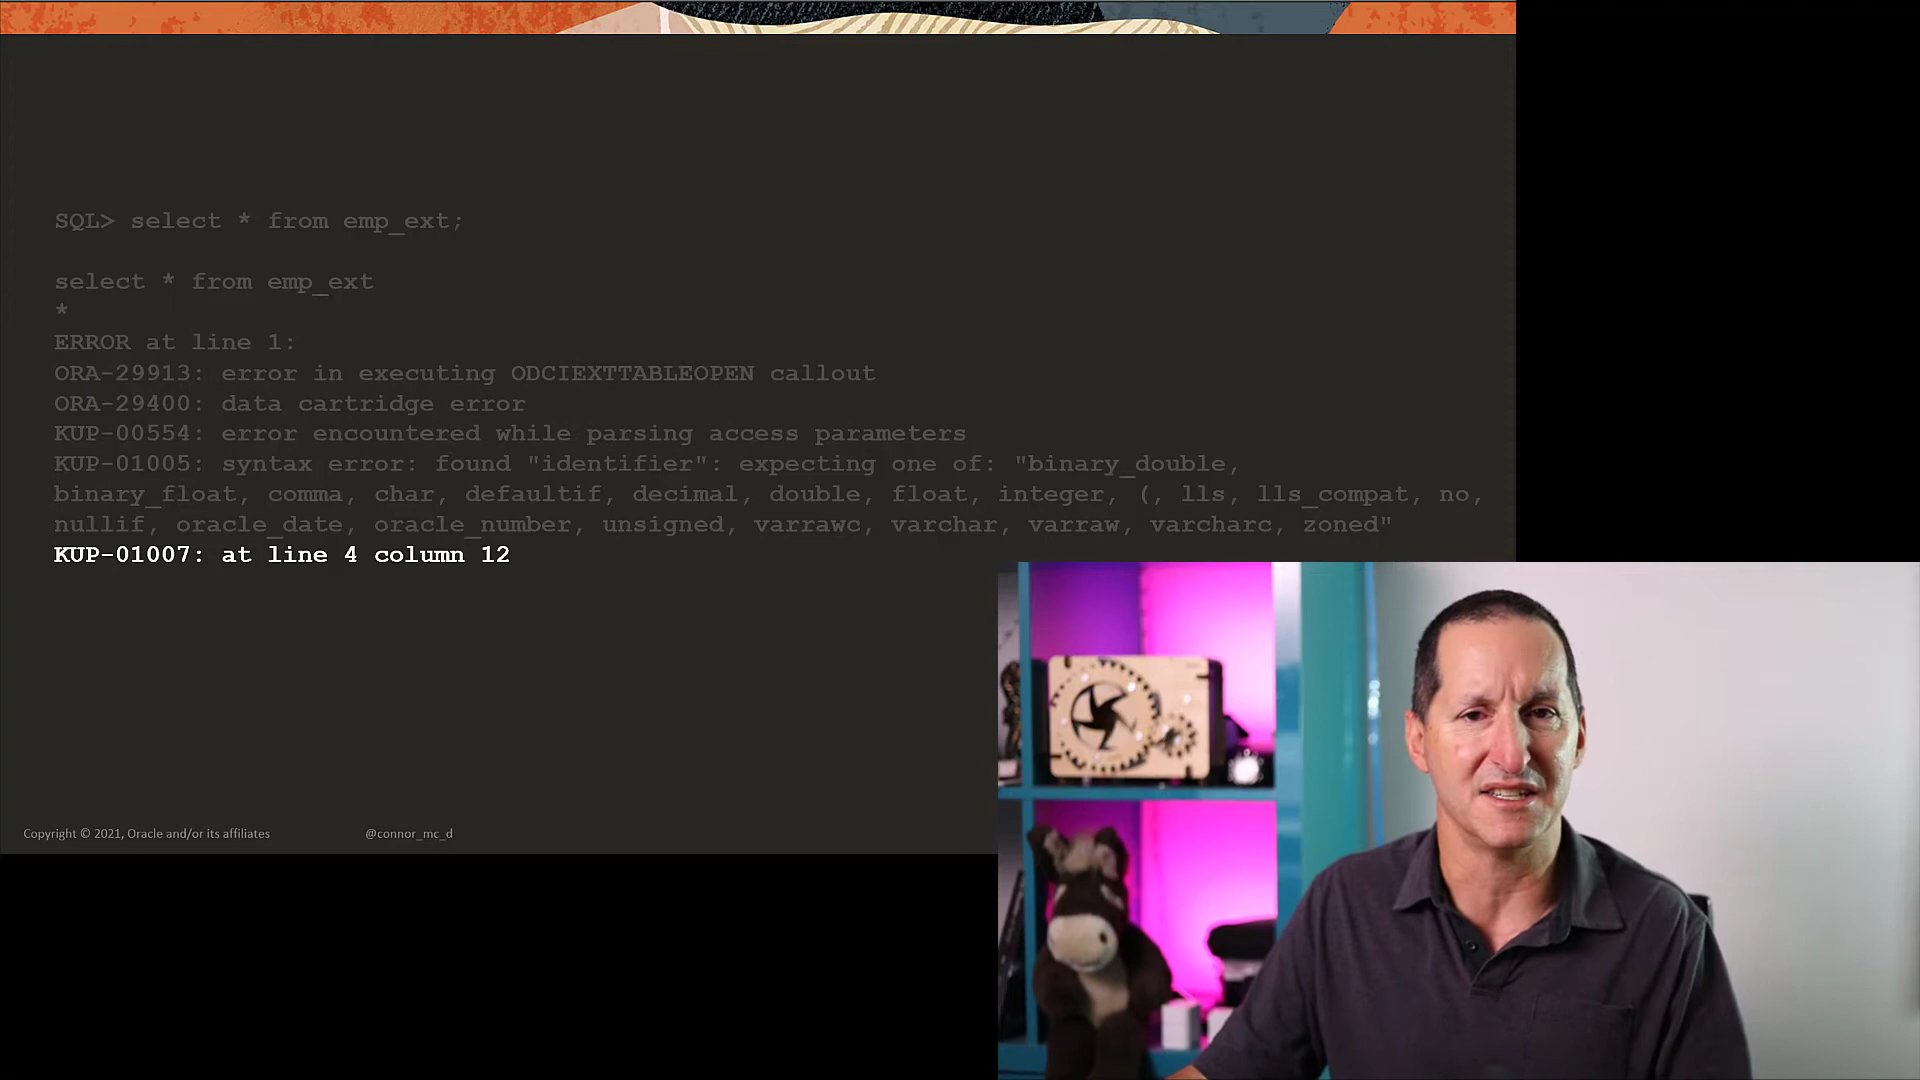 SQL> select * from emp_ext;
select * from emp_ext
*
ERROR at line 1:
ORA-29913: error in executing ODCIEXTTABLEOPEN callout
ORA-29400: data cartridge error
KUP-00554: error encountered while parsing access parameters
KUP-01005: syntax error: found "identifier": expecting one of: "binary_double,
binary_float, comma, char, defaultif, decimal, double, float, integer, (, lls, lls_compat, no,
nullif, oracle_date, oracle_number, unsigned, varrawc, varchar, varraw, varcharc, zoned"
KUP-01007: at line 4 column 12
Copyright © 2021, Oracle and/or its affiliates
@connor_mc_d